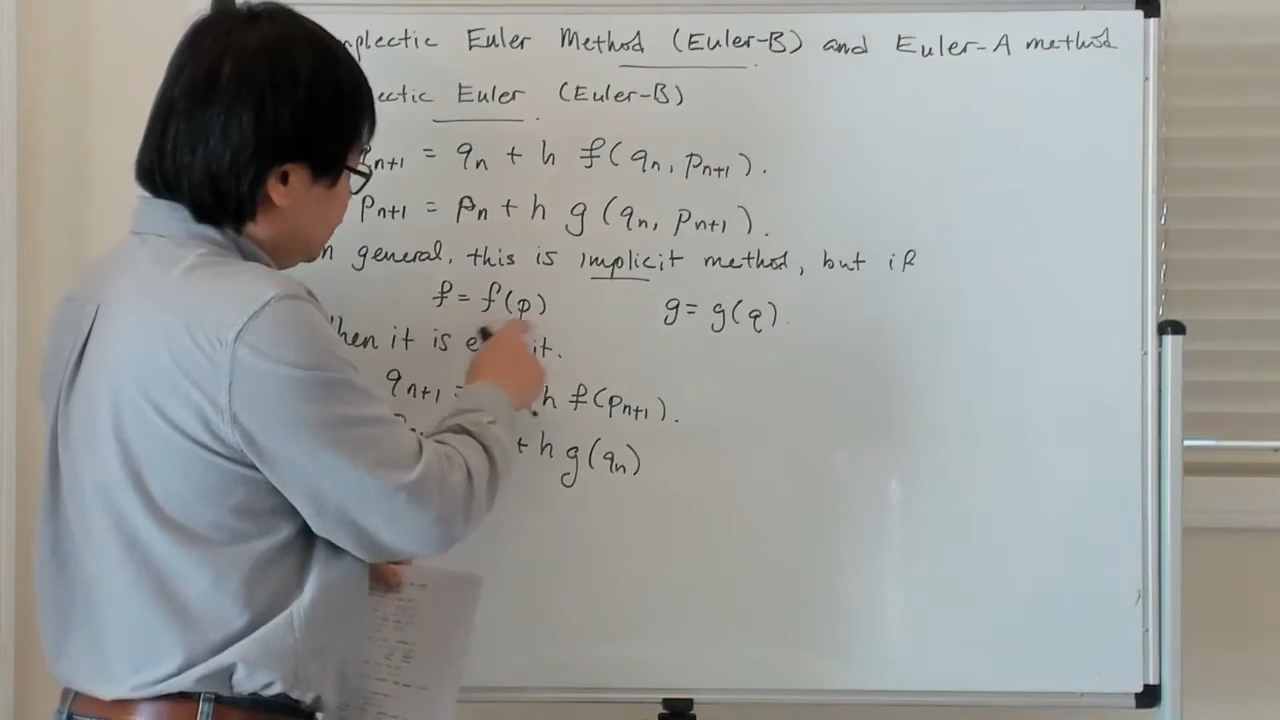 mplectic Euler Method (Euler-B) and Euler-A method
ectic Euler (Euler-B)
qₙ₊₁ = qₙ + h f(qₙ, pₙ₊₁).
pₙ₊₁ = pₙ + h g(qₙ, pₙ₊₁).
n general, this is implicit method, but if
f = f(p) g = g(q).
hen it is e it.
qₙ₊₁ = h f(pₙ₊₁).
+ h g(qₙ)